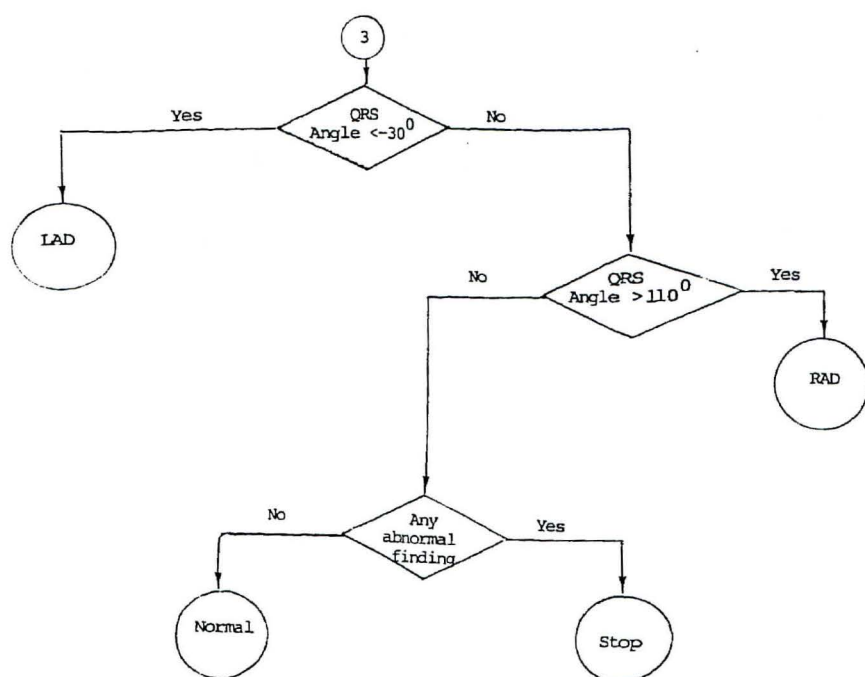 3
QRS
Angle <-30⁰
Yes
No
LAD
QRS
Angle >110⁰
No
Yes
RAD
Any
abnormal
finding
No
Yes
Normal
Stop